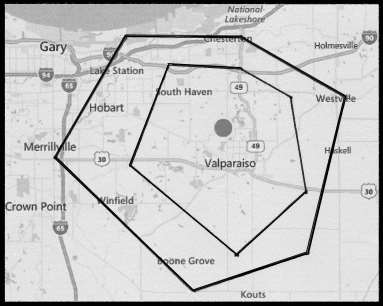 National
Lakeshore
Chesterton
Gary
Holmesville
90
90
94
Lake Station
65
49
South Haven
Westville
Hobart
49
Merrillville
30
Haskell
Valparaiso
30
Winfield
Crown Point
65
Boone Grove
Kouts